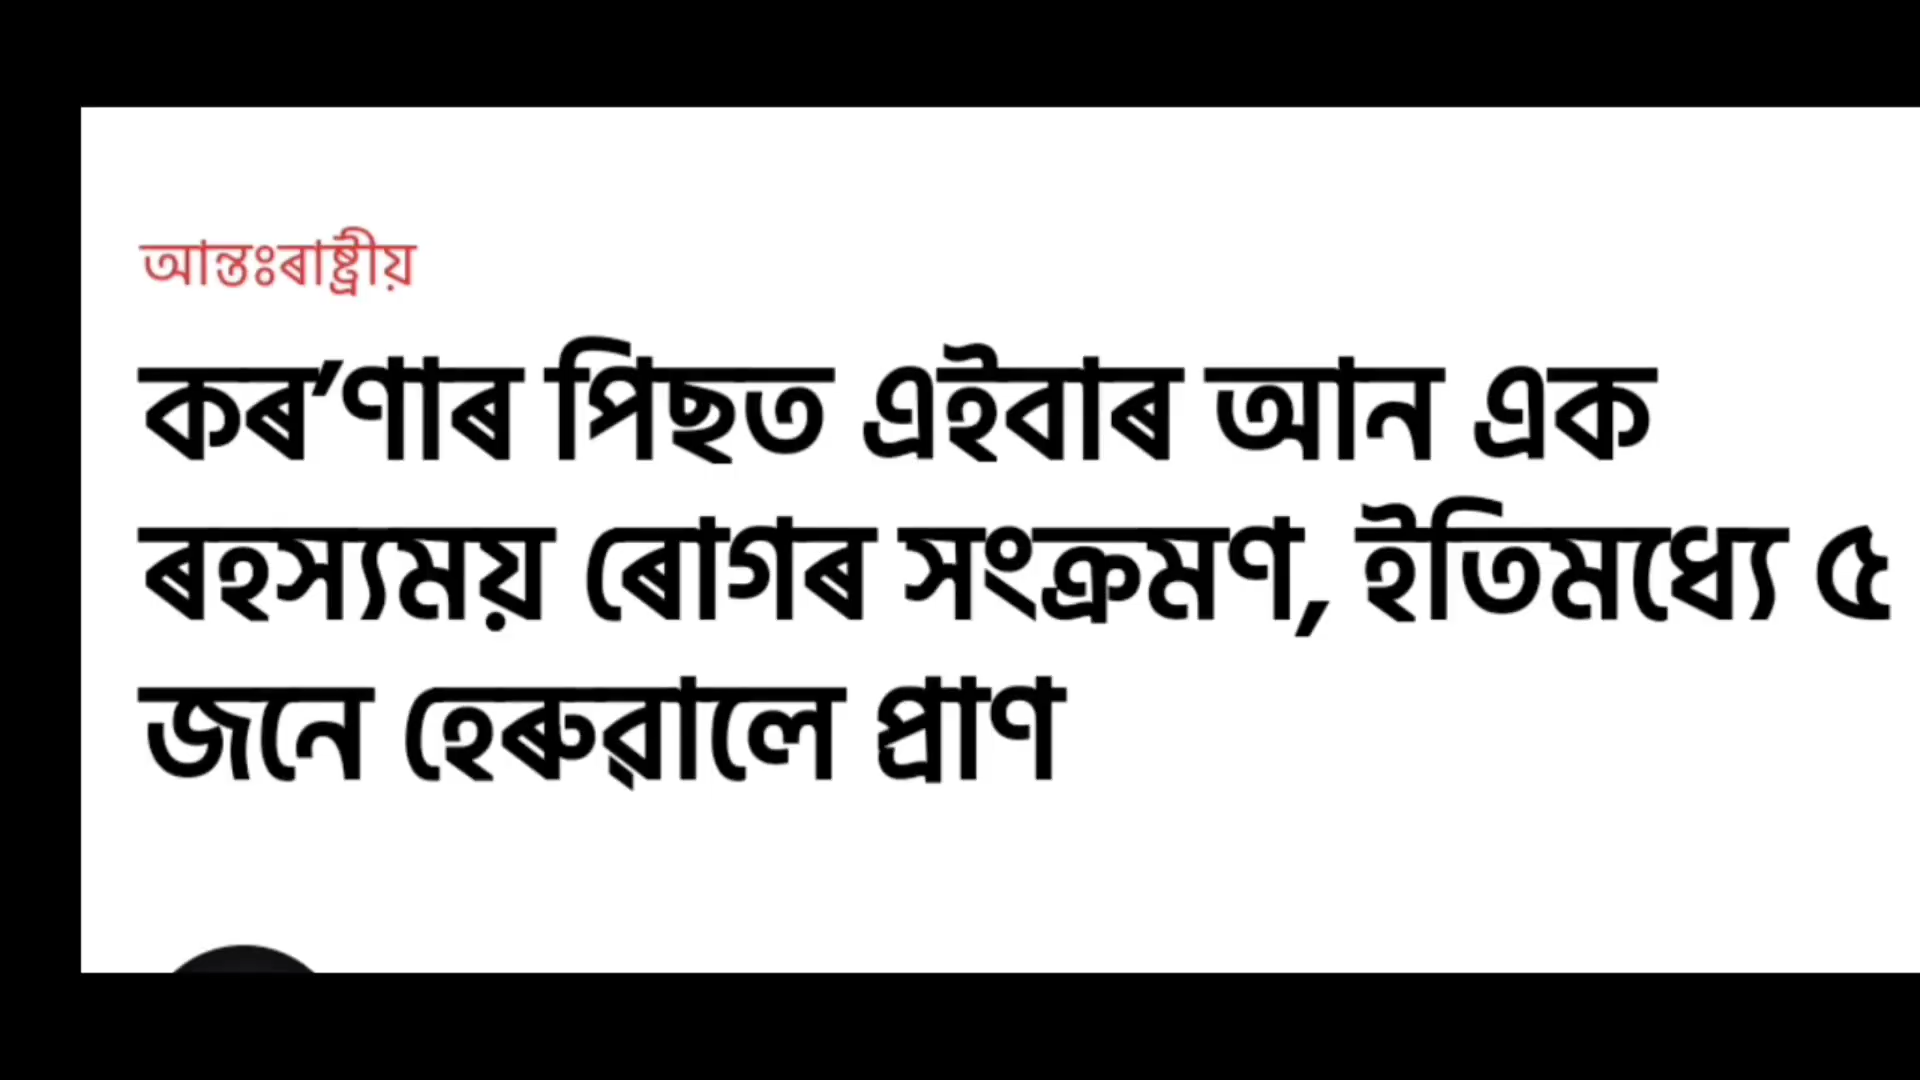 আন্তঃৰাষ্ট্ৰীয়
কৰ’ণাৰ পিছত এইবাৰ আন এক
ৰহস্যময় ৰোগৰ সংক্ৰমণ, ইতিমধ্যে ৫
জনে হেৰুৱালে প্ৰাণ